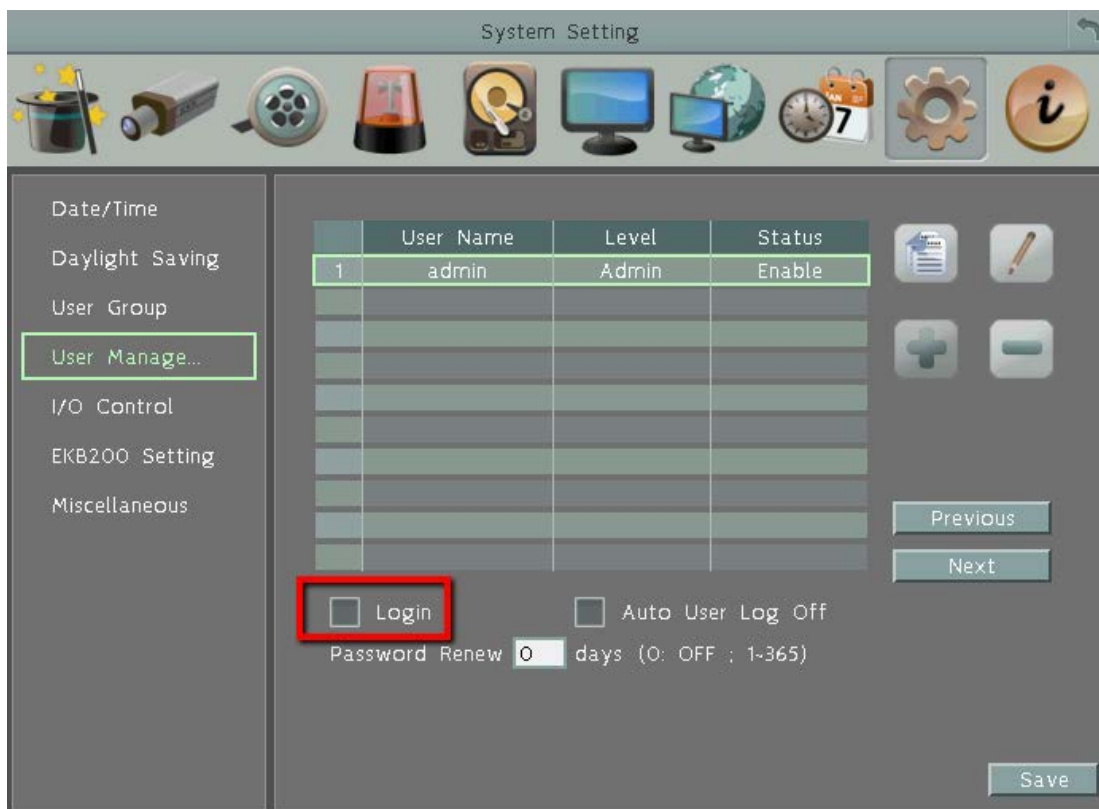 System Setting
7
i
Date/Time
Daylight Saving
User Group
User Manage...
I/O Control
EKB200 Setting
Miscellaneous
User Name Level Status
1 admin Admin Enable
Previous
Next
Login Auto User Log Off
Password Renew 0 days (0: OFF ; 1~365)
Save